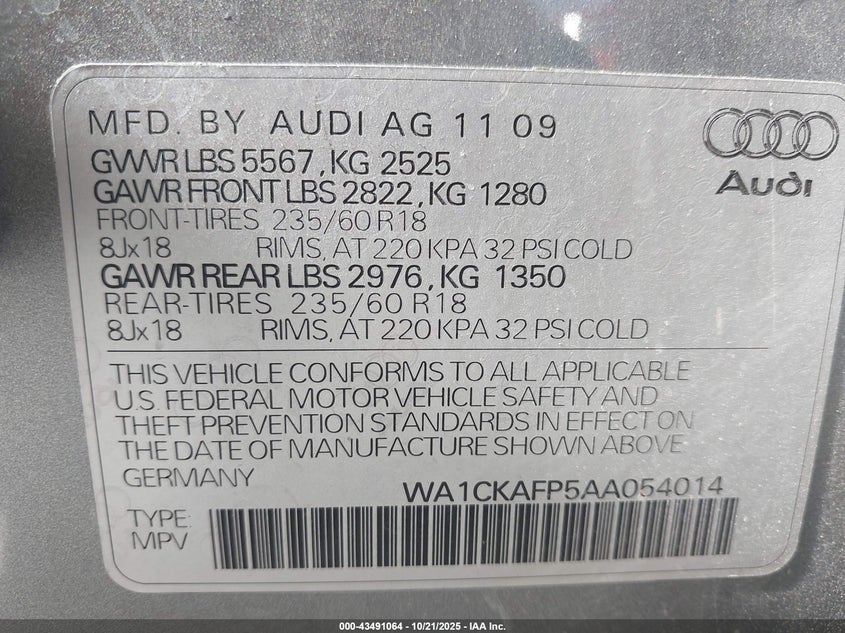 MFD. BY AUDI AG 11 09
GVWR LBS 5567, KG 2525
GAWR FRONT LBS 2822, KG 1280
FRONT-TIRES 235/60 R18
8Jx18 RIMS, AT 220 KPA 32 PSI COLD
GAWR REAR LBS 2976, KG 1350
REAR-TIRES 235/60 R18
8Jx18 RIMS, AT 220 KPA 32 PSI COLD
Audi
THIS VEHICLE CONFORMS TO ALL APPLICABLE
U.S. FEDERAL MOTOR VEHICLE SAFETY AND
THEFT PREVENTION STANDARDS IN EFFECT ON
THE DATE OF MANUFACTURE SHOWN ABOVE
GERMANY
WA1CKAFP5AA054014
TYPE:
MPV
000-43491064 - 10/21/2025 - IAA Inc.